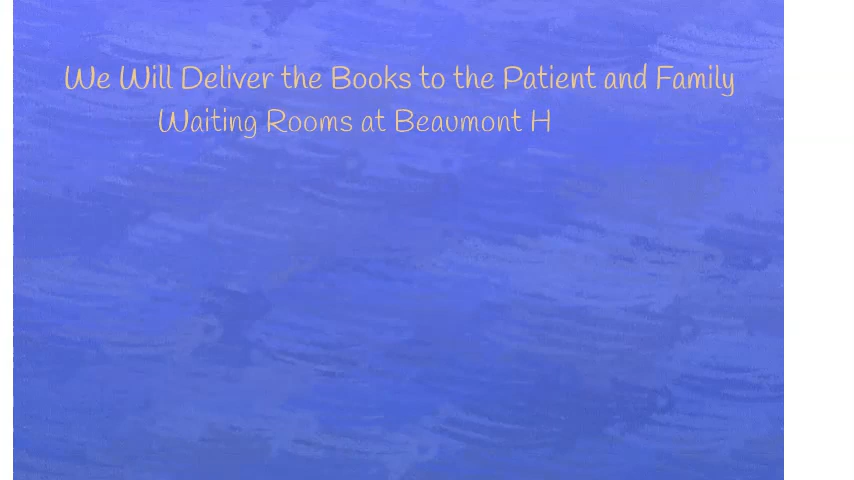 We Will Deliver the Books to the Patient and Family
Waiting Rooms at Beaumont H